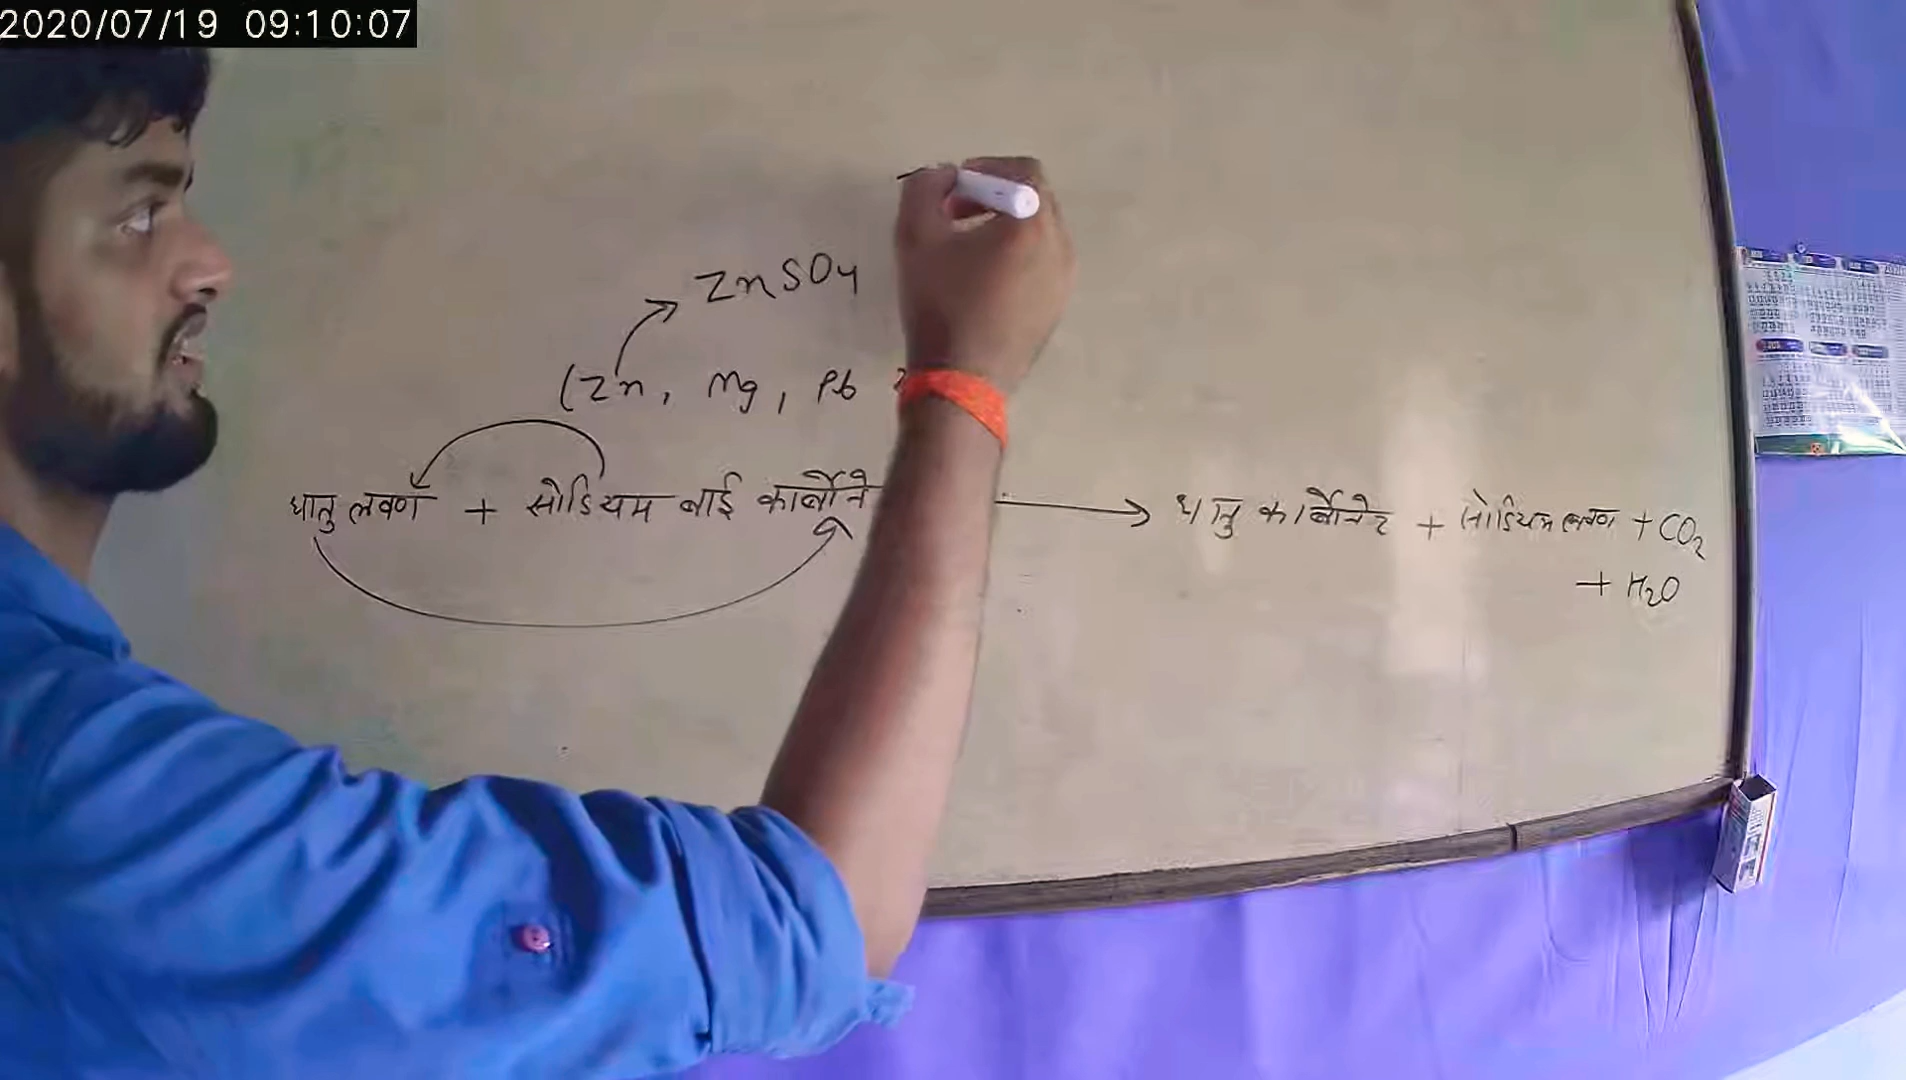 2020/07/19 09:10:07
ZnSO4
(Zn, Mg, Pb
धातु लवण + सोडियम बाई कार्बोने → धातु कार्बोनेट + सोडियम लवण + CO2
+ H2O